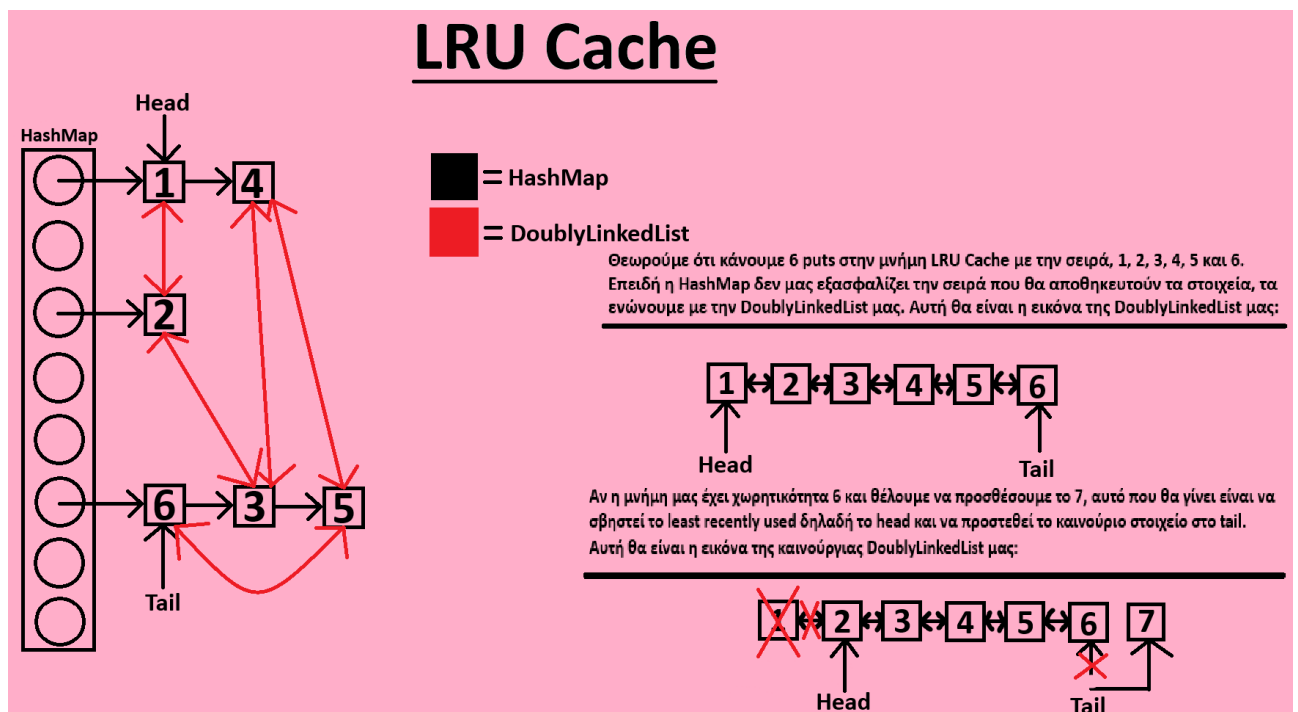 LRU Cache
Head
HashMap
1
4
2
6
3
5
Tail
= HashMap
= DoublyLinkedList
Θεωρούμε ότι κάνουμε 6 puts στην μνήμη LRU Cache με την σειρά, 1, 2, 3, 4, 5 και 6.
Επειδή η HashMap δεν μας εξασφαλίζει την σειρά που θα αποθηκευτούν τα στοιχεία, τα
ενώνουμε με την DoublyLinkedList μας. Αυτή θα είναι η εικόνα της DoublyLinkedList μας:
1 2 3 4 5 6
Head Tail
Αν η μνήμη μας έχει χωρητικότητα 6 και θέλουμε να προσθέσουμε το 7, αυτό που θα γίνει είναι να
σβηστεί το least recently used δηλαδή το head και να προστεθεί το καινούριο στοιχείο στο tail.
Αυτή θα είναι η εικόνα της καινούργιας DoublyLinkedList μας:
1 2 3 4 5 6 7
Head Tail